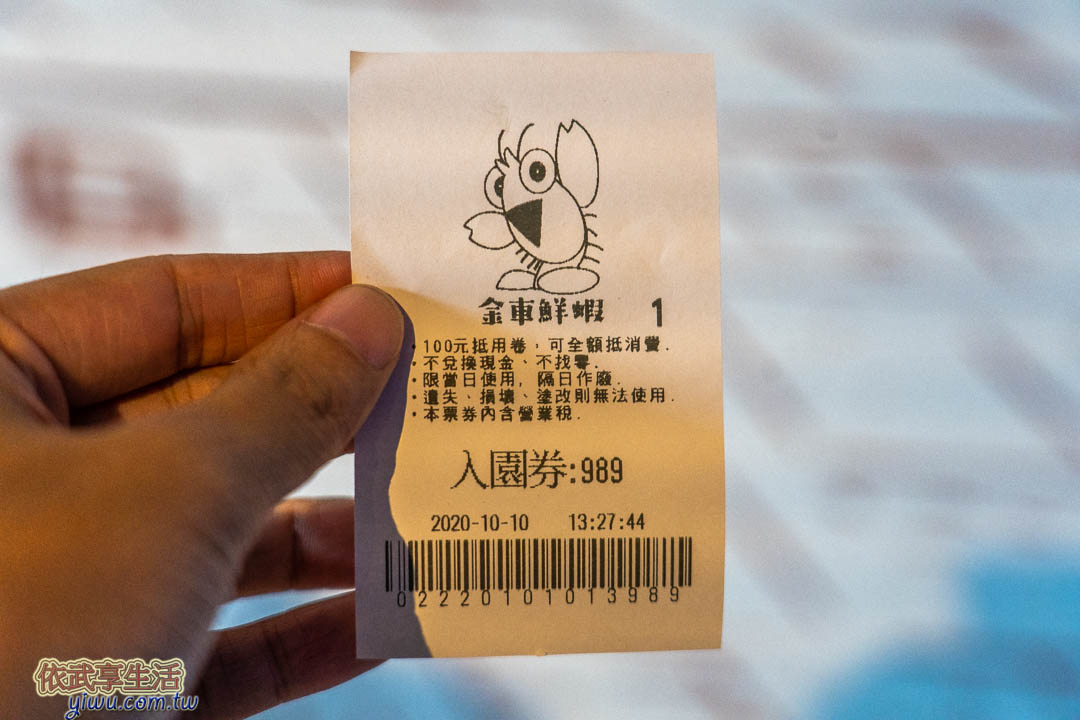 金車鮮蝦 1
・100元抵用卷，可全額抵消費.
・不兌換現金、不找零.
・限當日使用，隔日作廢.
・遺失、損壞、塗改則無法使用.
・本票券內含營業稅.
入園券:989
2020-10-10 13:27:44
0222010101013989
依武享生活
yiwu.com.tw